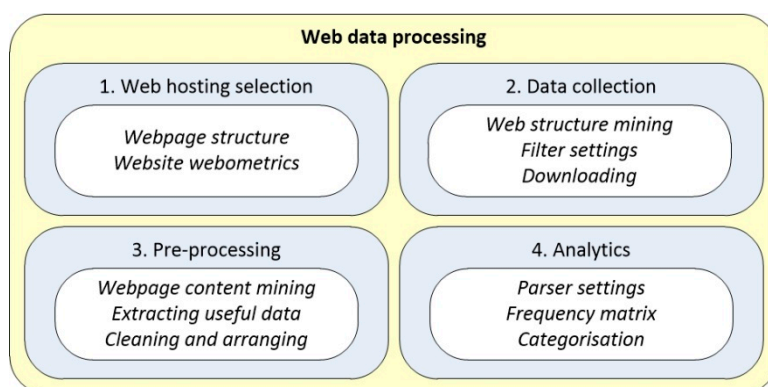 Web data processing
1. Web hosting selection
Webpage structure
Website webometrics
2. Data collection
Web structure mining
Filter settings
Downloading
3. Pre-processing
Webpage content mining
Extracting useful data
Cleaning and arranging
4. Analytics
Parser settings
Frequency matrix
Categorisation